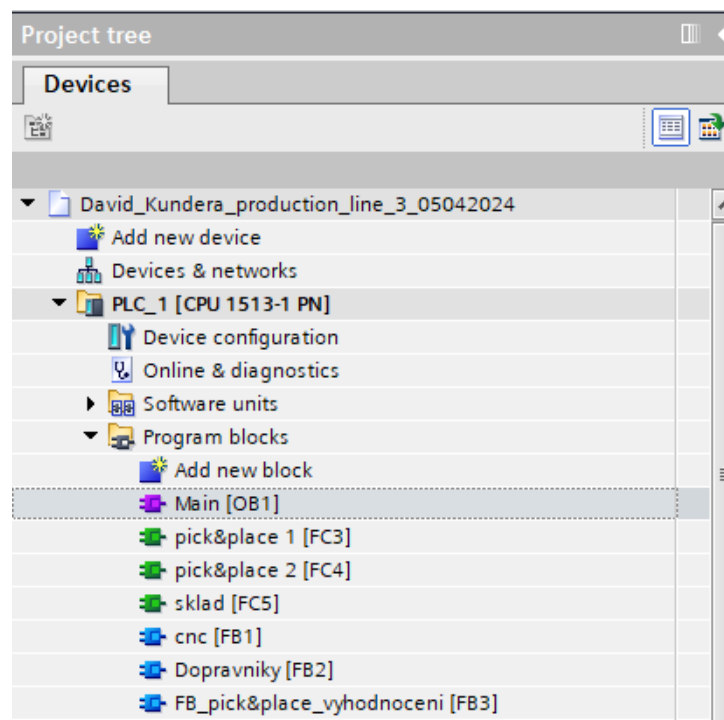 Project tree
Devices
David_Kundera_production_line_3_05042024
Add new device
Devices & networks
PLC_1 [CPU 1513-1 PN]
Device configuration
Online & diagnostics
Software units
Program blocks
Add new block
Main [OB1]
pick&place 1 [FC3]
pick&place 2 [FC4]
sklad [FC5]
cnc [FB1]
Dopravniky [FB2]
FB_pick&place_vyhodnoceni [FB3]